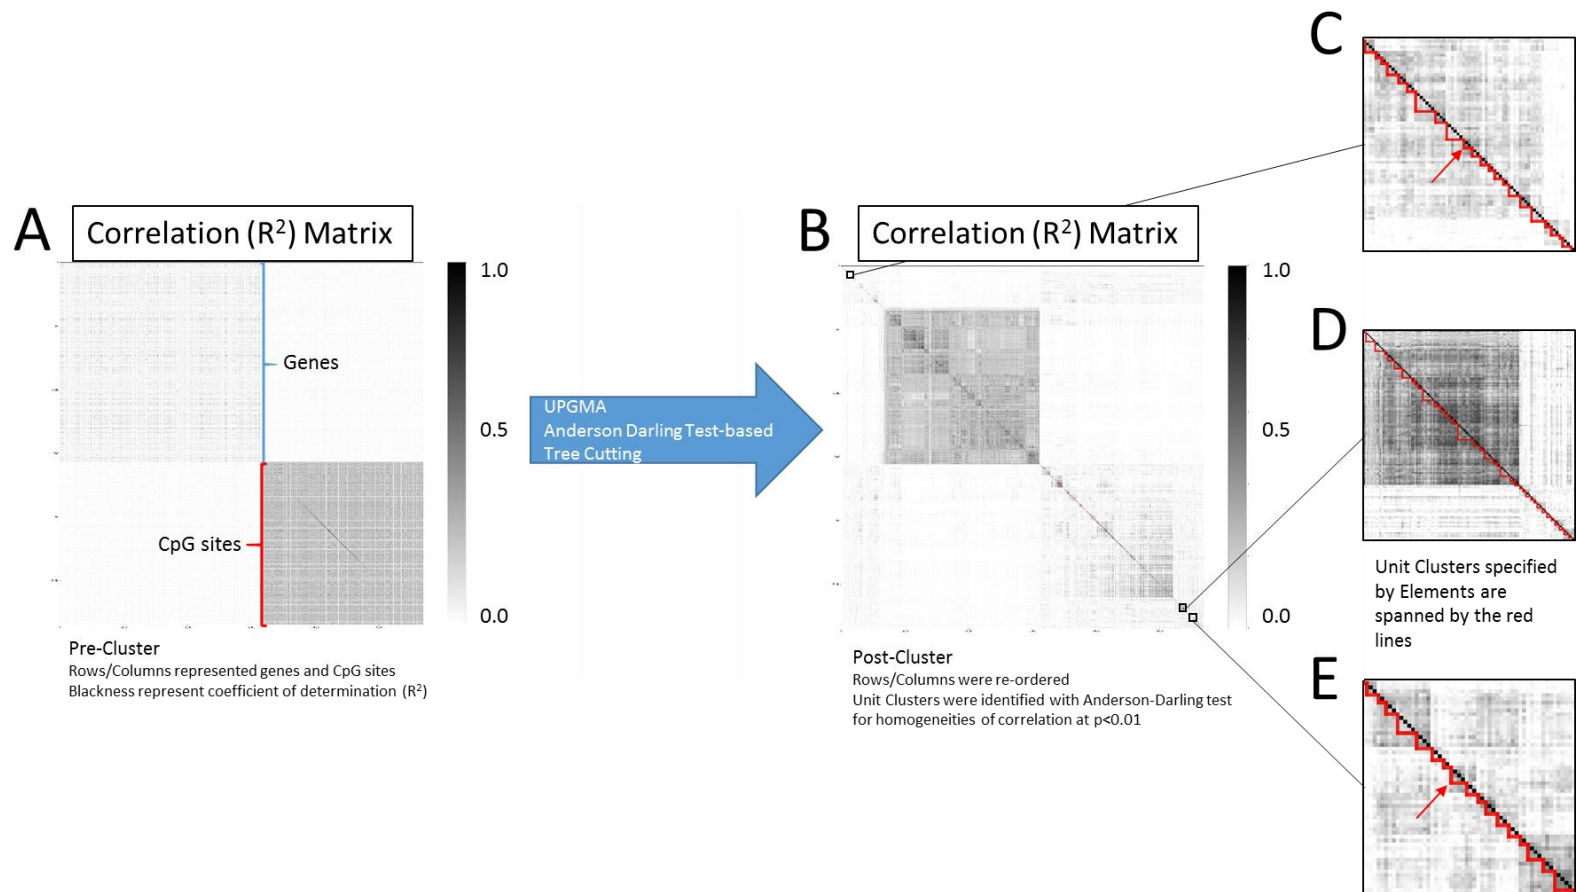 A
Correlation (R²) Matrix
1.0
0.5
0.0
Genes
CpG sites
Pre-Cluster
Rows/Columns represented genes and CpG sites
Blackness represent coefficient of determination (R²)
UPGMA
Anderson Darling Test-based
Tree Cutting
B
Correlation (R²) Matrix
1.0
0.5
0.0
Post-Cluster
Rows/Columns were re-ordered
Unit Clusters were identified with Anderson-Darling test
for homogeneities of correlation at p<0.01
C
D
Unit Clusters specified
by Elements are
spanned by the red
lines
E